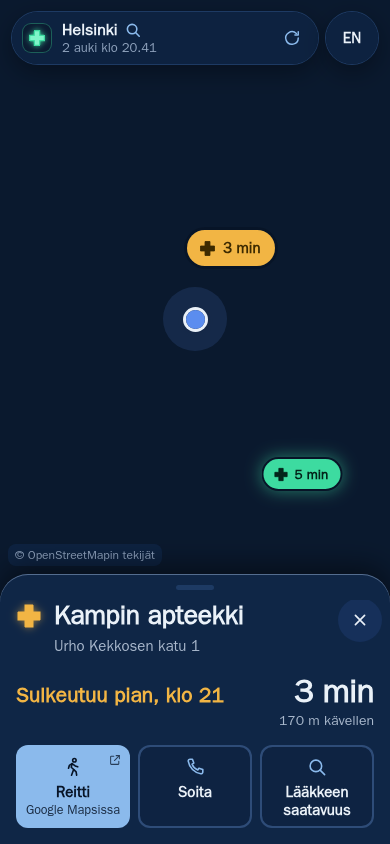 Helsinki
2 auki klo 20.41
EN
3 min
5 min
© OpenStreetMapin tekijät
Kampin apteekki
Urho Kekkosen katu 1
Sulkeutuu pian, klo 21
3 min
170 m kävellen
Reitti
Google Mapsissa
Soita
Lääkkeen
saatavuus